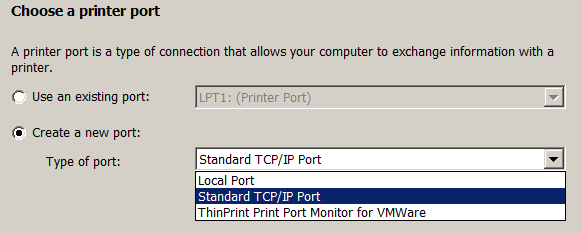 Choose a printer port
A printer port is a type of connection that allows your computer to exchange information with a
printer.
Use an existing port:
LPT1: (Printer Port)
Create a new port:
Type of port:
Standard TCP/IP Port
Local Port
Standard TCP/IP Port
ThinPrint Print Port Monitor for VMWare